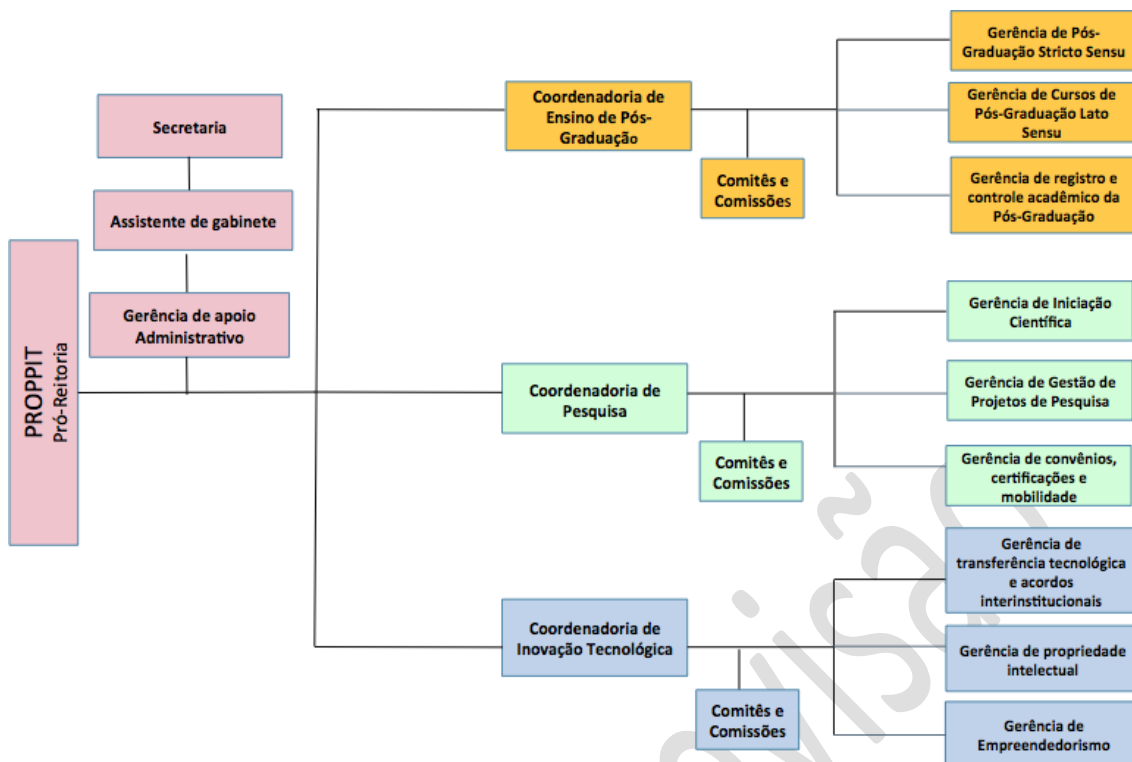 Secretaria
Assistente de gabinete
Gerência de apoio
Administrativo
PROPPIT
Pró-Reitoria
Coordenadoria de
Ensino de Pós-
Graduação
Comitês e
Comissões
Gerência de Pós-
Graduação Stricto Sensu
Gerência de Cursos de
Pós-Graduação Lato
Sensu
Gerência de registro e
controle acadêmico da
Pós-Graduação
Coordenadoria de
Pesquisa
Comitês e
Comissões
Gerência de Iniciação
Científica
Gerência de Gestão de
Projetos de Pesquisa
Gerência de convênios,
certificações e
mobilidade
Coordenadoria de
Inovação Tecnológica
Comitês e
Comissões
Gerência de
transferência tecnológica
e acordos
interinstitucionais
Gerência de propriedade
intelectual
Gerência de
Empreendedorismo